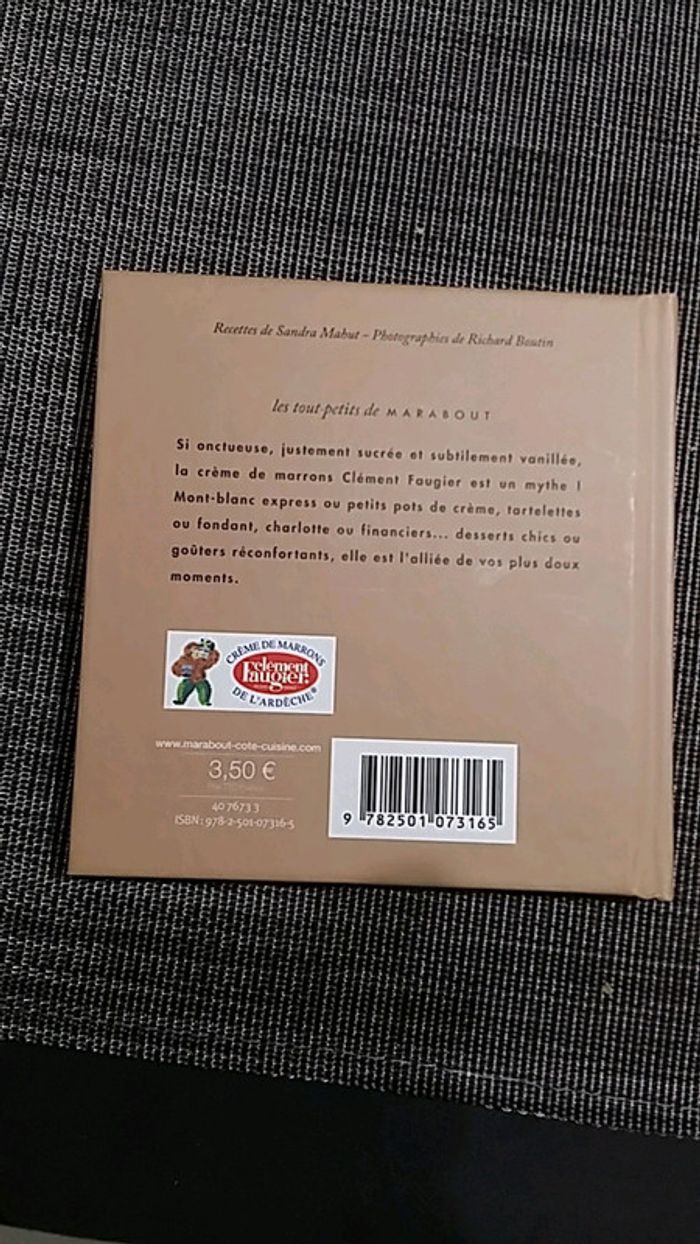 Recettes de Sandra Mahut – Photographies de Richard Boutin
les tout-petits de MARABOUT
Si onctueuse, justement sucrée et subtilement vanillée,
la crème de marrons Clément Faugier est un mythe !
Mont-blanc express ou petits pots de crème, tartelettes
ou fondant, charlotte ou financiers... desserts chics ou
goûters réconfortants, elle est l'alliée de vos plus doux
moments.
CRÈME DE MARRONS
clément
faugier
DE L'ARDÈCHE®
www.marabout-cote-cuisine.com
3,50 €
40 7673 3
ISBN : 978-2-501-07316-5
9 782501 073165